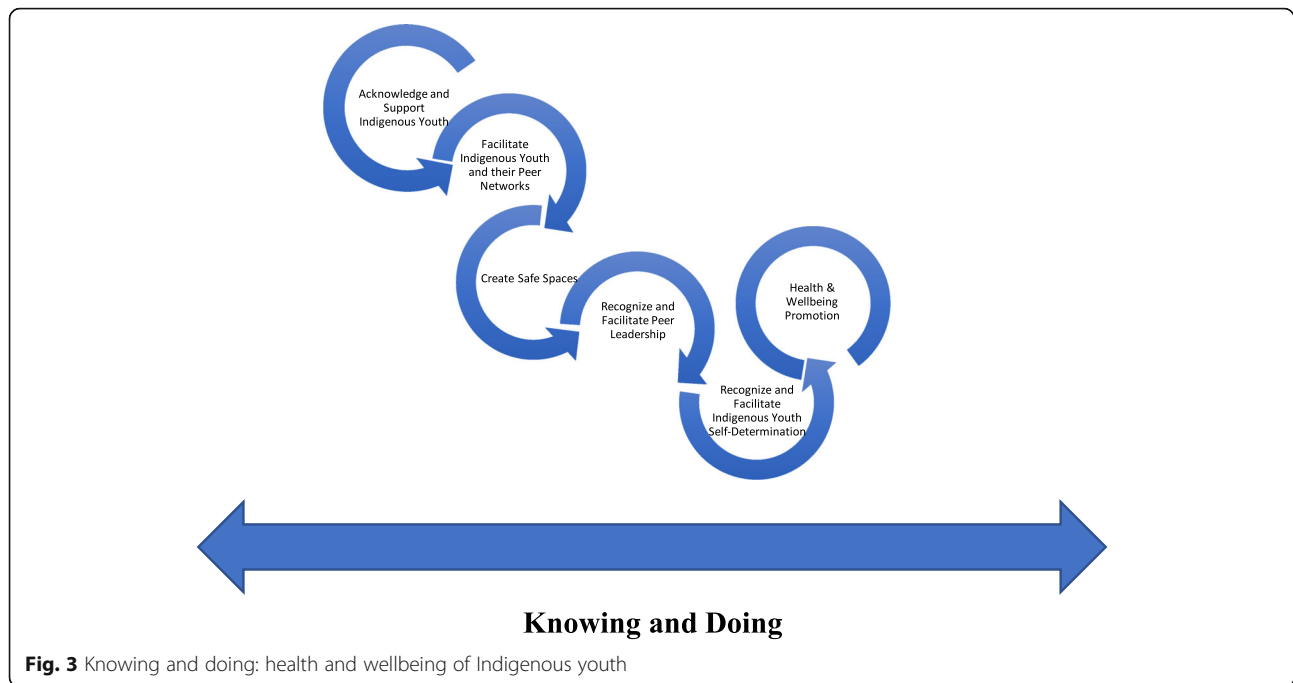 Acknowledge and
Support
Indigenous Youth
Facilitate
Indigenous Youth
and their Peer
Networks
Create Safe Spaces
Recognize and
Facilitate Peer
Leadership
Recognize and
Facilitate
Indigenous Youth
Self-Determination
Health &
Wellbeing
Promotion
Knowing and Doing
Fig. 3 Knowing and doing: health and wellbeing of Indigenous youth